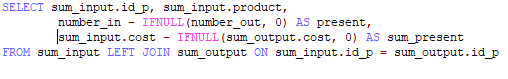 SELECT sum_input.id_p, sum_input.product,
number_in - IFNULL(number_out, 0) AS present,
sum_input.cost - IFNULL(sum_output.cost, 0) AS sum_present
FROM sum_input LEFT JOIN sum_output ON sum_input.id_p = sum_output.id_p